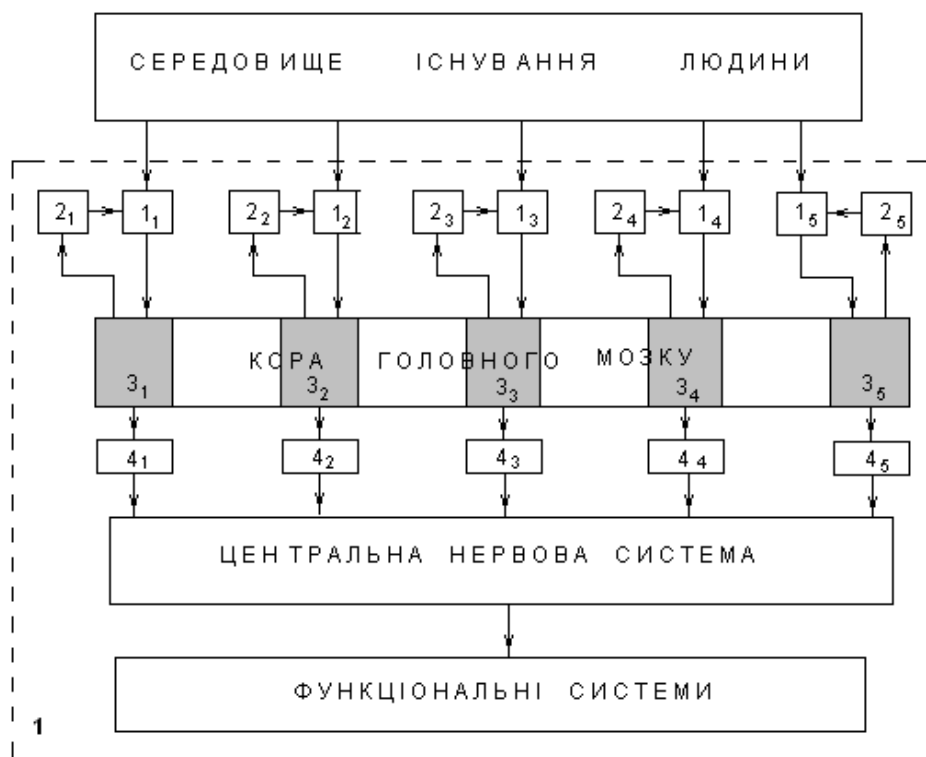 СЕРЕДОВИЩЕ ІСНУВАННЯ ЛЮДИНИ
2₁ 1₁ 2₂ 1₂ 2₃ 1₃ 2₄ 1₄ 1₅ 2₅
КОРА ГОЛОВНОГО МОЗКУ
3₁ 3₂ 3₃ 3₄ 3₅
4₁ 4₂ 4₃ 4₄ 4₅
ЦЕНТРАЛЬНА НЕРВОВА СИСТЕМА
ФУНКЦІОНАЛЬНІ СИСТЕМИ
1